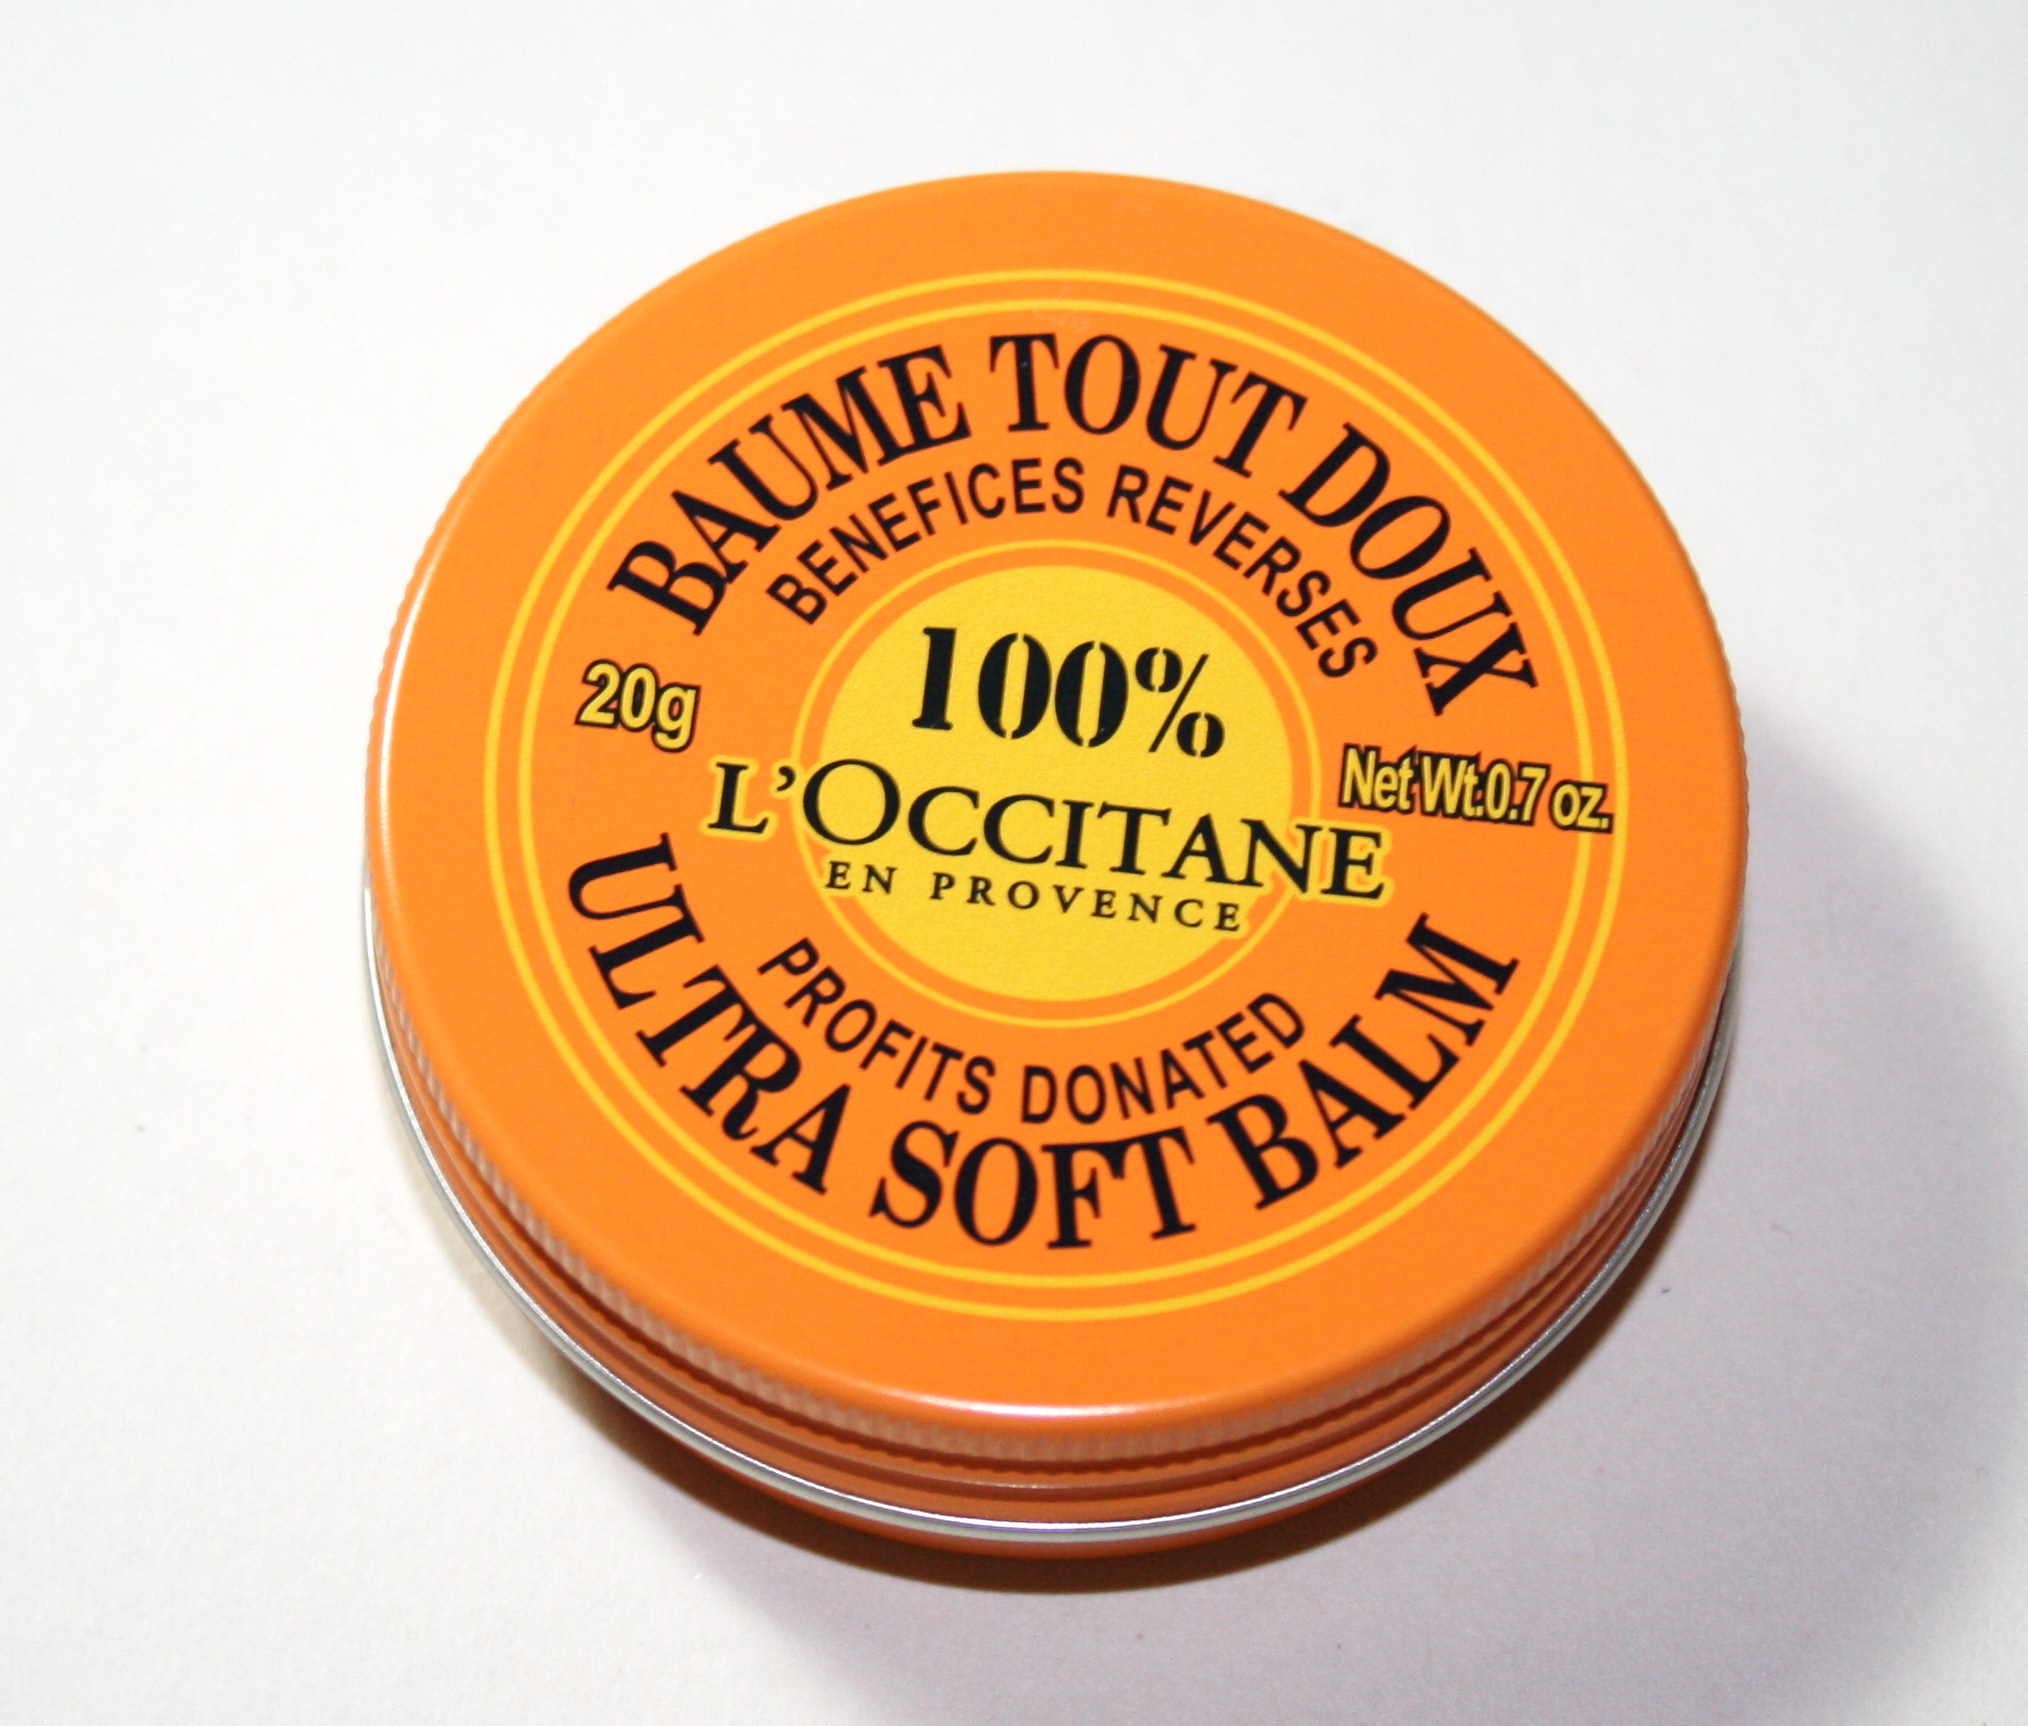 BAUME TOUT DOUX
BENEFICES REVERSES
100%
20g
Net Wt.0.7 oz.
L'OCCITANE
EN PROVENCE
PROFITS DONATED
ULTRA SOFT BALM